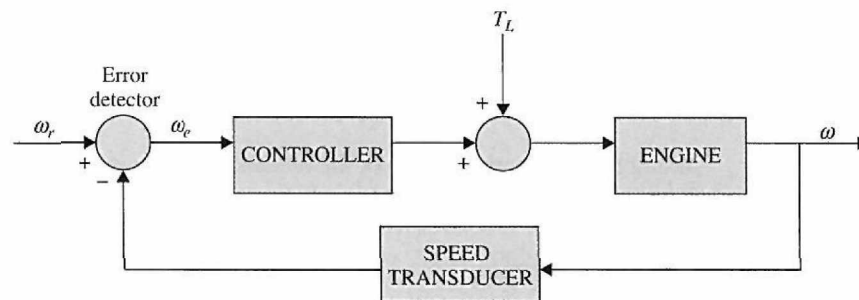 T_L
Error
detector
ω_r
ω_e
+
+
+
−
CONTROLLER
ENGINE
ω
SPEED
TRANSDUCER